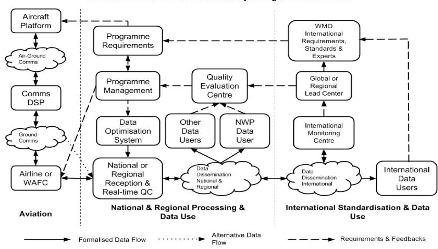 Aircraft
Platform
Air-Ground
Comms
Comms
DSP
Ground
Comms
Airline or
WAFC
Aviation
Programme
Requirements
Programme
Management
Data
Optimisation
System
National or
Regional
Reception &
Real-time QC
Quality
Evaluation
Centre
Other
Data
Users
NWP
Data
User
Data
Dissemination
National &
Regional
National & Regional Processing &
Data Use
WMO
International
Requirements,
Standards &
Experts
Global or
Regional
Lead Center
International
Monitoring
Centre
Data
Dissemination
International
International
Data
Users
International Standardisation & Data
Use
Formalised Data Flow
Alternative Data
Flow
Requirements & Feedbacks